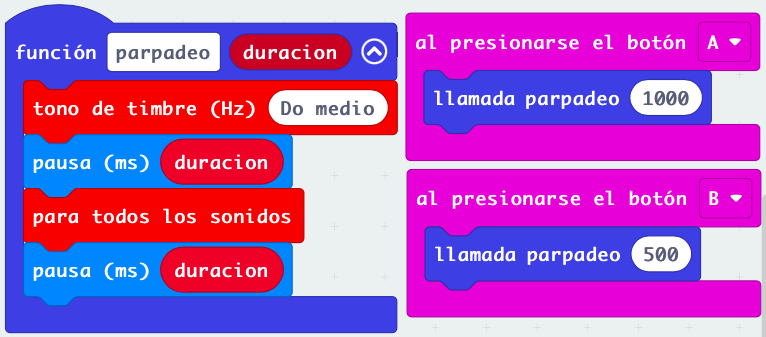 función parpadeo duracion
tono de timbre (Hz) Do medio
pausa (ms) duracion
para todos los sonidos
pausa (ms) duracion
al presionarse el botón A
llamada parpadeo 1000
al presionarse el botón B
llamada parpadeo 500